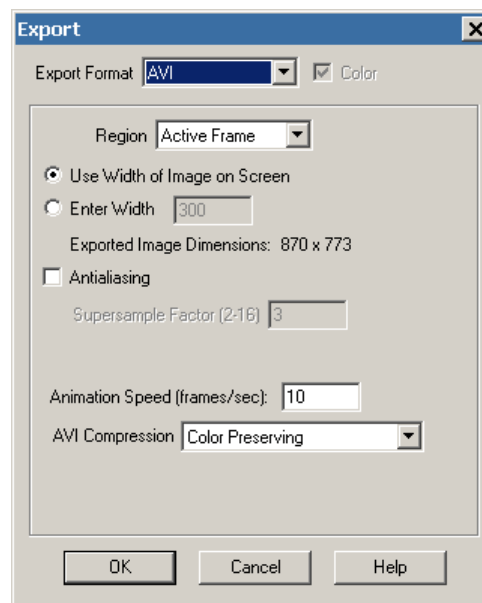 Export
Export Format AVI Color
Region Active Frame
Use Width of Image on Screen
Enter Width 300
Exported Image Dimensions: 870 x 773
Antialiasing
Supersample Factor (2-16) 3
Animation Speed (frames/sec): 10
AVI Compression Color Preserving
OK Cancel Help